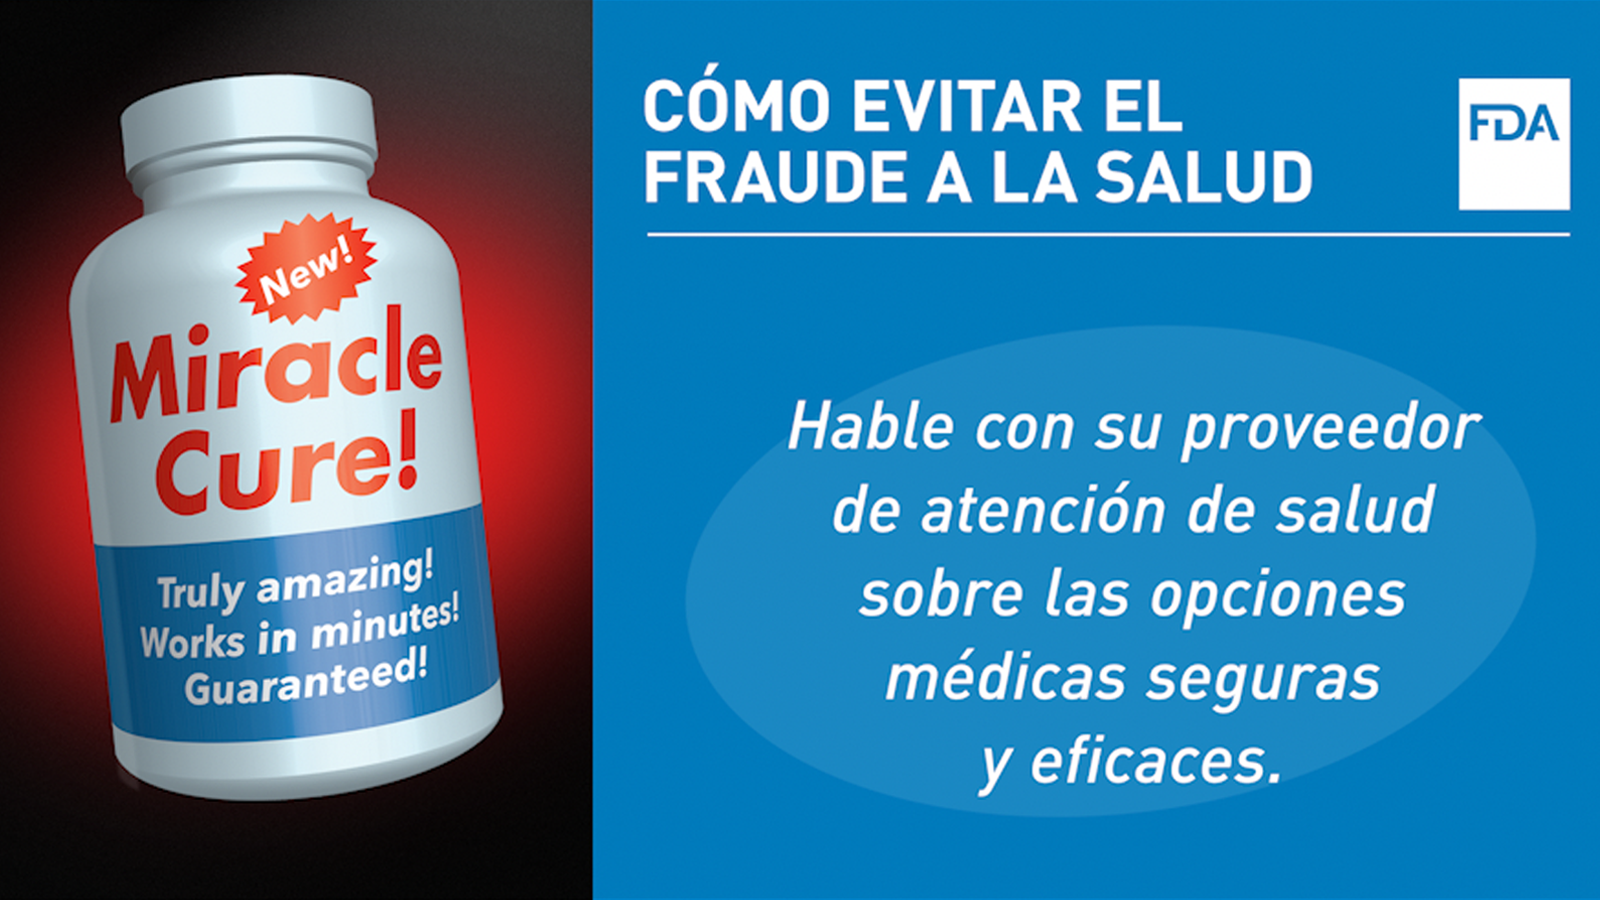 New!
Miracle
Cure!
Truly amazing!
Works in minutes!
Guaranteed!
CÓMO EVITAR EL
FRAUDE A LA SALUD
FDA
Hable con su proveedor
de atención de salud
sobre las opciones
médicas seguras
y eficaces.